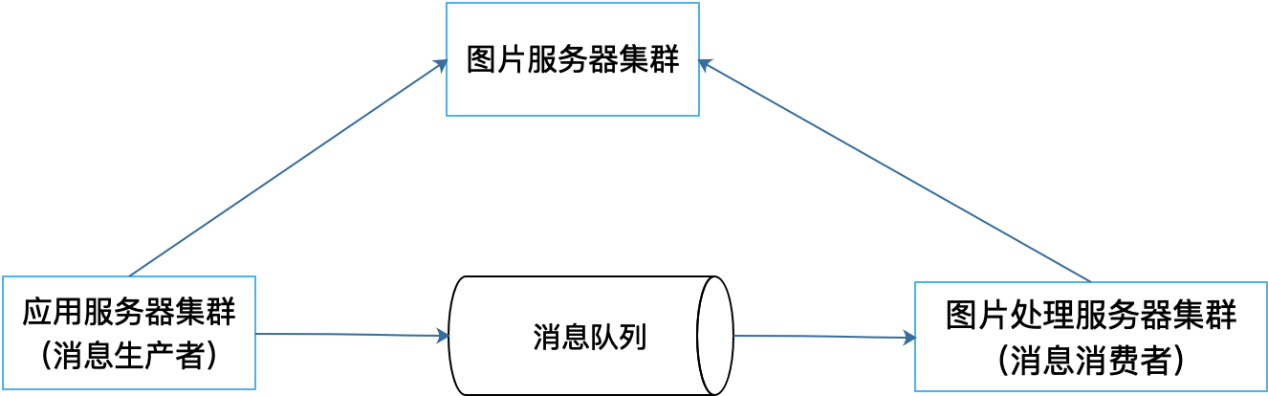 图片服务器集群
应用服务器集群
（消息生产者）
消息队列
图片处理服务器集群
（消息消费者）